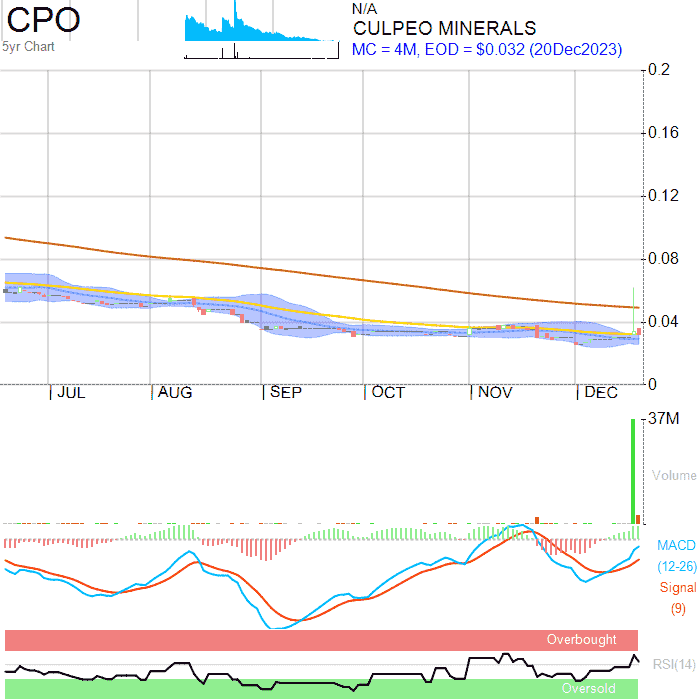 CPO
5yr Chart
N/A
CULPEO MINERALS
MC = 4M, EOD = $0.032 (20Dec2023)
0.2
0.16
0.12
0.08
0.04
0
JUL AUG SEP OCT NOV DEC
37M
Volume
MACD
(12-26)
Signal
(9)
Overbought
RSI(14)
Oversold